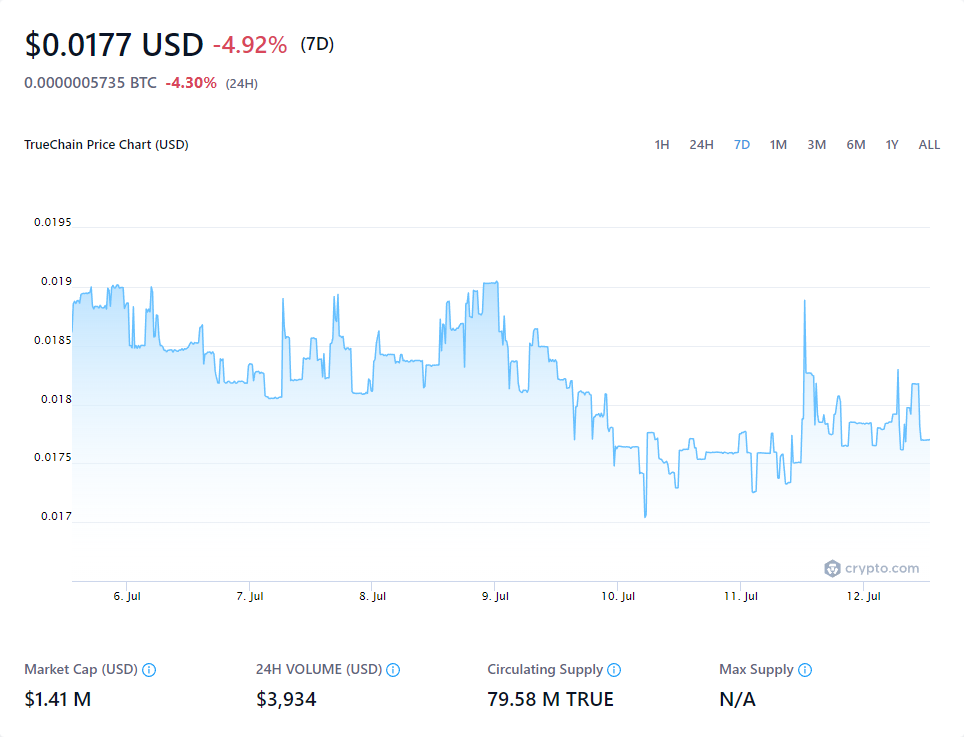 $0.0177 USD -4.92% (7D)
0.0000005735 BTC -4.30% (24H)
TrueChain Price Chart (USD) 1H 24H 7D 1M 3M 6M 1Y ALL
0.0195
0.019
0.0185
0.018
0.0175
0.017
crypto.com
6. Jul 7. Jul 8. Jul 9. Jul 10. Jul 11. Jul 12. Jul
Market Cap (USD) 24H VOLUME (USD) Circulating Supply Max Supply
$1.41 M $3,934 79.58 M TRUE N/A